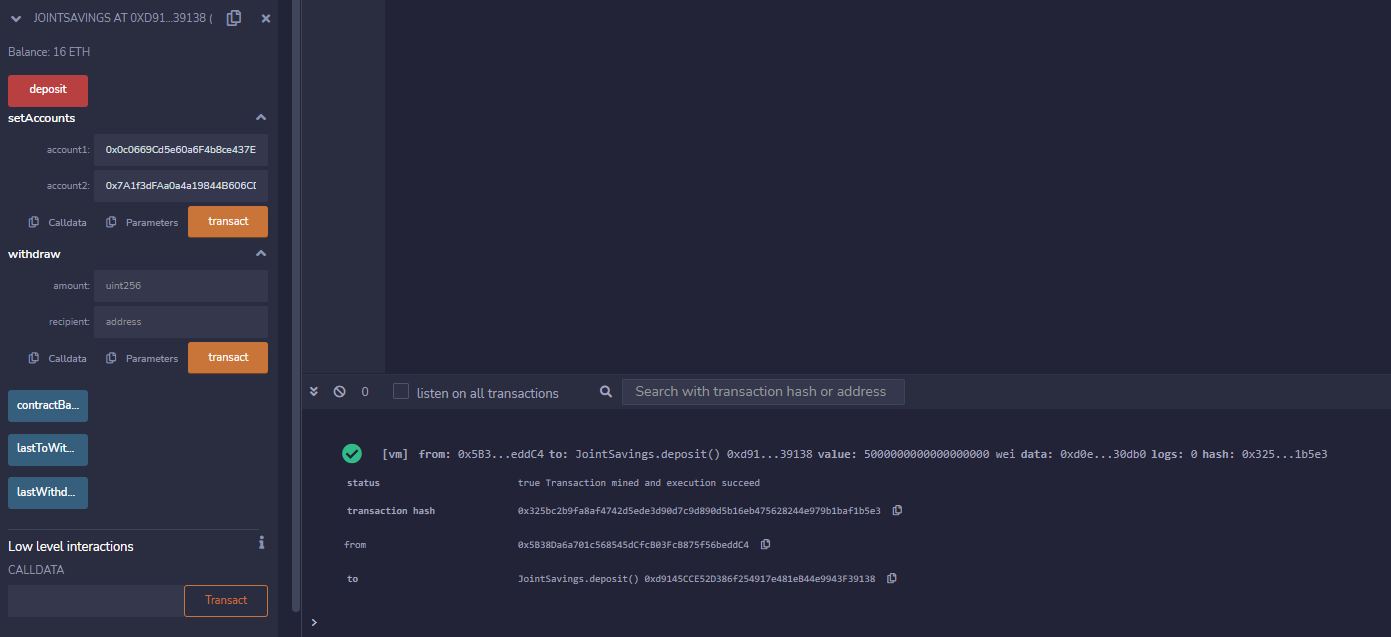 JOINTSAVINGS AT 0XD91...39138 (
Balance: 16 ETH
deposit
setAccounts
account1: 0x0c0669Cd5e60a6F4b8ce437E
account2: 0x7A1f3dFAa0a4a19844B606CD
Calldata Parameters transact
withdraw
amount: uint256
recipient: address
Calldata Parameters transact
contractBa...
lastToWit...
lastWithd...
Low level interactions
CALLDATA
Transact
0 listen on all transactions Search with transaction hash or address
[vm] from: 0x5B3...eddC4 to: JointSavings.deposit() 0xd91...39138 value: 5000000000000000000 wei data: 0xd0e...30db0 logs: 0 hash: 0x325...1b5e3
status true Transaction mined and execution succeed
transaction hash 0x325bc2b9fa8af4742d5ede3d90d7c9d890d5b16eb475628244e979b1baf1b5e3
from 0x5B38Da6a701c568545dCfcB03FcB875f56beddC4
to JointSavings.deposit() 0xd9145CCE52D386f254917e481eB44e9943F39138
>